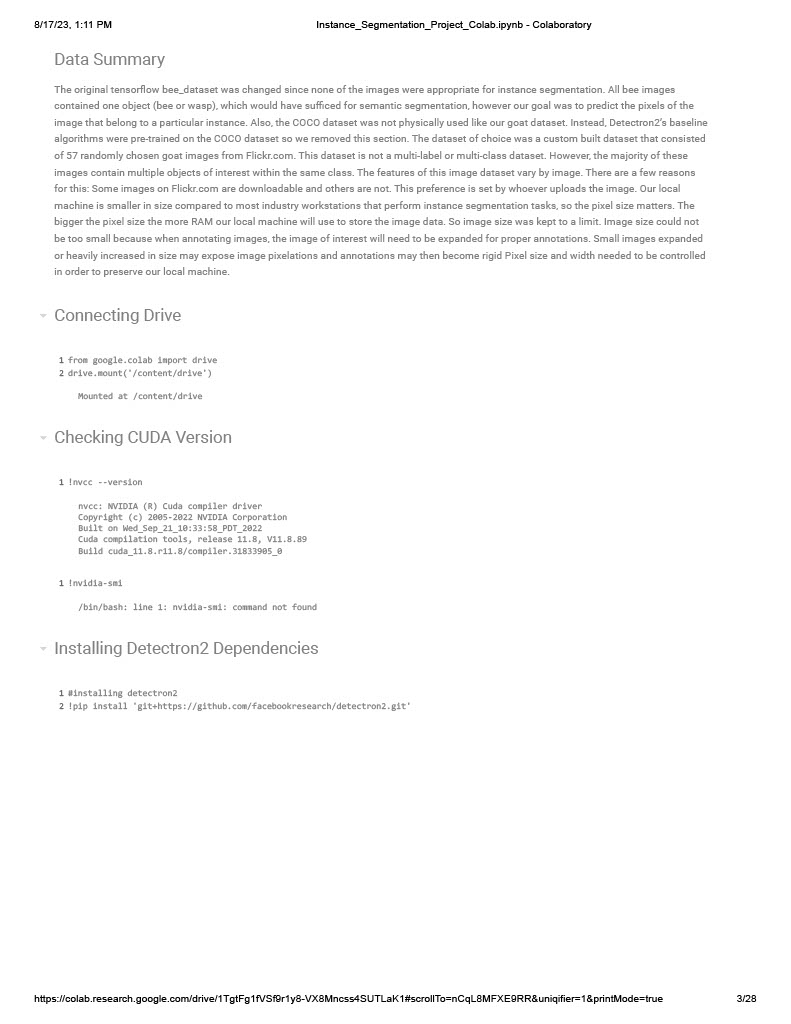 8/17/23, 1:11 PM Instance_Segmentation_Project_Colab.ipynb - Colaboratory
Data Summary
The original tensorflow bee_dataset was changed since none of the images were appropriate for instance segmentation. All bee images
contained one object (bee or wasp), which would have sufficed for semantic segmentation, however our goal was to predict the pixels of the
image that belong to a particular instance. Also, the COCO dataset was not physically used like our goat dataset. Instead, Detectron2's baseline
algorithms were pre-trained on the COCO dataset so we removed this section. The dataset of choice was a custom built dataset that consisted
of 57 randomly chosen goat images from Flickr.com. This dataset is not a multi-label or multi-class dataset. However, the majority of these
images contain multiple objects of interest within the same class. The features of this image dataset vary by image. There are a few reasons
for this: Some images on Flickr.com are downloadable and others are not. This preference is set by whoever uploads the image. Our local
machine is smaller in size compared to most industry workstations that perform instance segmentation tasks, so the pixel size matters. The
bigger the pixel size the more RAM our local machine will use to store the image data. So image size was kept to a limit. Image size could not
be too small because when annotating images, the image of interest will need to be expanded for proper annotations. Small images expanded
or heavily increased in size may expose image pixelations and annotations may then become rigid Pixel size and width needed to be controlled
in order to preserve our local machine.
Connecting Drive
1 from google.colab import drive
2 drive.mount('/content/drive')
Mounted at /content/drive
Checking CUDA Version
1 !nvcc --version
nvcc: NVIDIA (R) Cuda compiler driver
Copyright (c) 2005-2022 NVIDIA Corporation
Built on Wed_Sep_21_10:33:58_PDT_2022
Cuda compilation tools, release 11.8, V11.8.89
Build cuda_11.8.r11.8/compiler.31833905_0
1 !nvidia-smi
/bin/bash: line 1: nvidia-smi: command not found
Installing Detectron2 Dependencies
1 #installing detectron2
2 !pip install 'git+https://github.com/facebookresearch/detectron2.git'
https://colab.research.google.com/drive/1TgtFg1fVSf9r1y8-VX8Mncss4SUTLaK1#scrollTo=nCqL8MFXE9RR&uniqifier=1&printMode=true 3/28